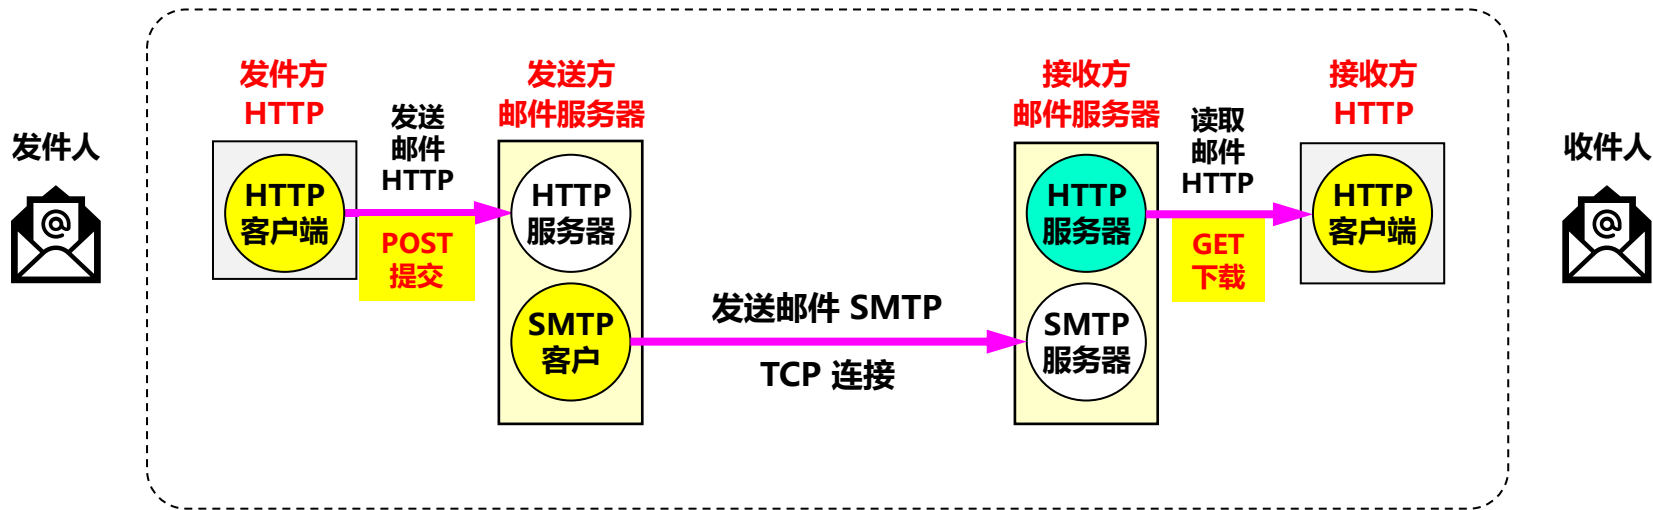 发件人
@
发件方
HTTP
HTTP
客户端
发送
邮件
HTTP
POST
提交
发送方
邮件服务器
HTTP
服务器
SMTP
客户
发送邮件 SMTP
TCP 连接
接收方
邮件服务器
HTTP
服务器
SMTP
服务器
读取
邮件
HTTP
GET
下载
接收方
HTTP
HTTP
客户端
收件人
@